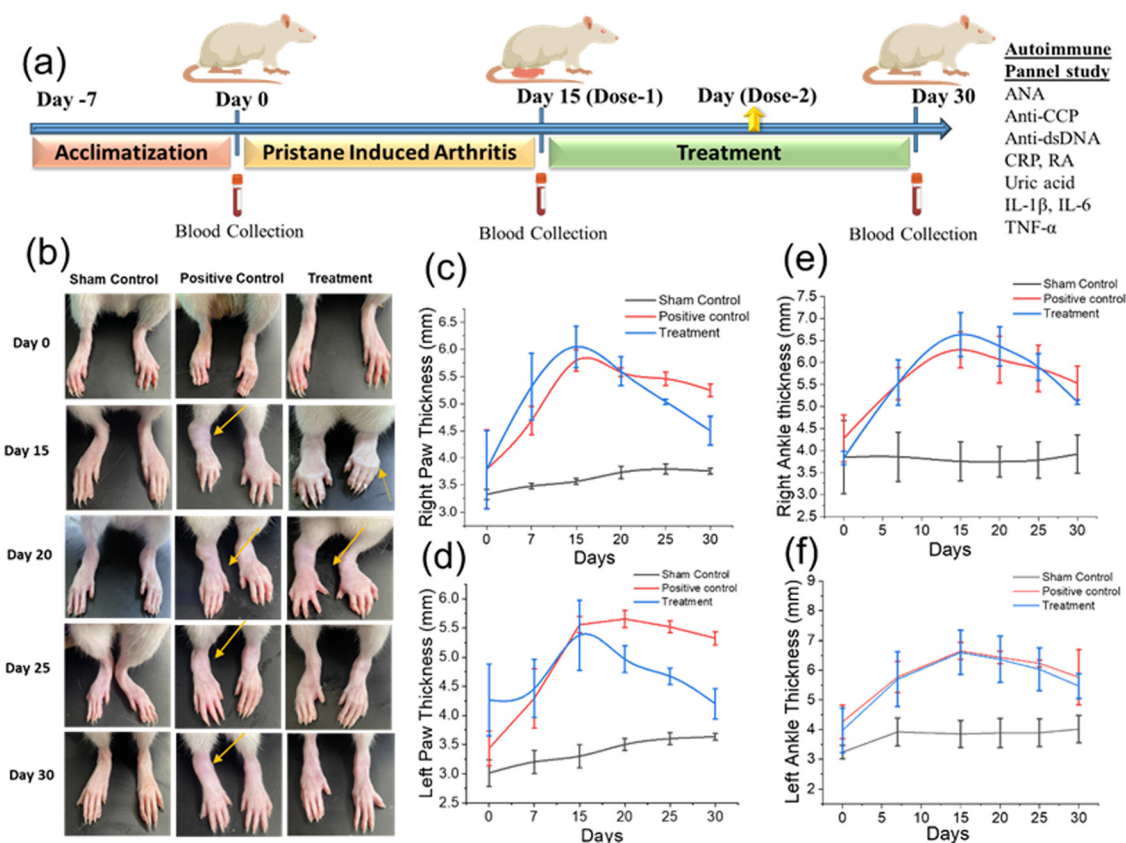 (a)
Day -7
Day 0
Day 15 (Dose-1)
Day (Dose-2)
Day 30
Acclimatization
Pristane Induced Arthritis
Treatment
Blood Collection
Blood Collection
Blood Collection
Autoimmune
Pannel study
ANA
Anti-CCP
Anti-dsDNA
CRP, RA
Uric acid
IL-1β, IL-6
TNF-α
(b)
Sham Control
Positive Control
Treatment
Day 0
Day 15
Day 20
Day 25
Day 30
(c)
Sham Control
Positive control
Treatment
Right Paw Thickness (mm)
6.5
6.0
5.5
5.0
4.5
4.0
3.5
3.0
0
7
15
20
25
30
Days
(d)
Sham Control
Positive control
Treatment
Left Paw Thickness (mm)
6.0
5.5
5.0
4.5
4.0
3.5
3.0
2.5
0
7
15
20
25
30
Days
(e)
Sham Control
Positive control
Treatment
Right Ankle thickness (mm)
7.5
7.0
6.5
6.0
5.5
5.0
4.5
4.0
3.5
3.0
2.5
0
5
10
15
20
25
30
Days
(f)
Sham Control
Positive control
Treatment
Left Ankle Thickness (mm)
9
8
7
6
5
4
3
2
0
5
10
15
20
25
30
Days